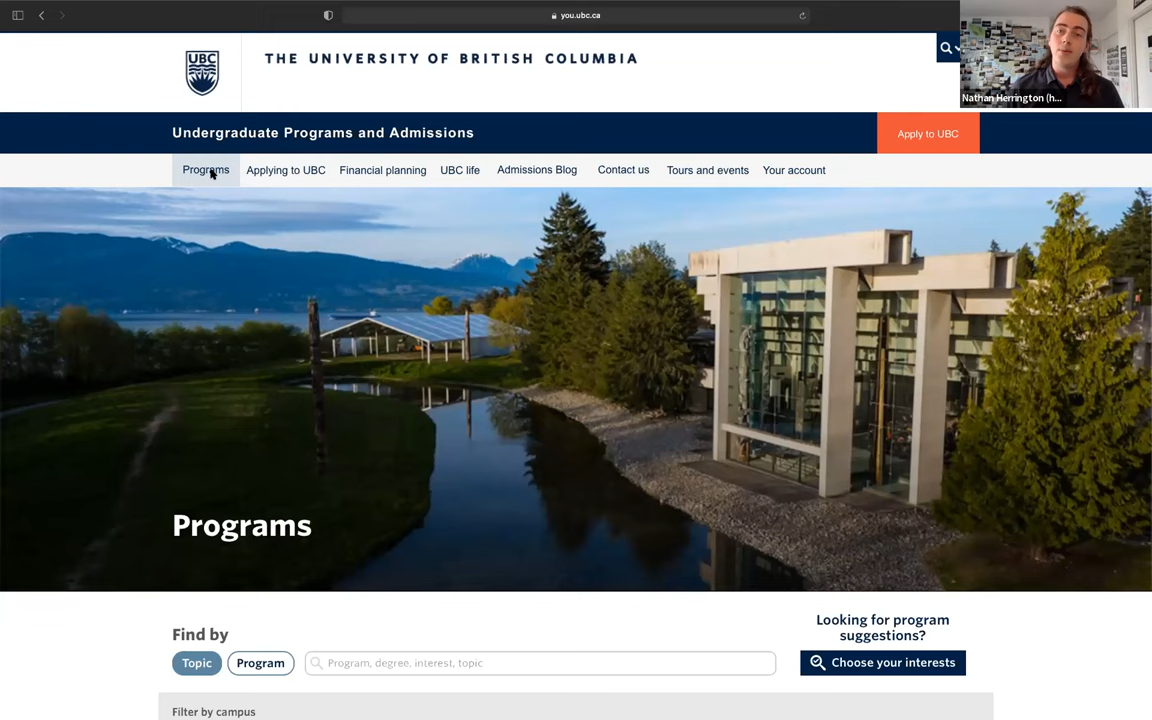 you.ubc.ca
UBC
THE UNIVERSITY OF BRITISH COLUMBIA
Nathan Herrington (h...
Undergraduate Programs and Admissions
Apply to UBC
Programs
Applying to UBC
Financial planning
UBC life
Admissions Blog
Contact us
Tours and events
Your account
Programs
Find by
Topic
Program
Program, degree, interest, topic
Looking for program
suggestions?
Choose your interests
Filter by campus